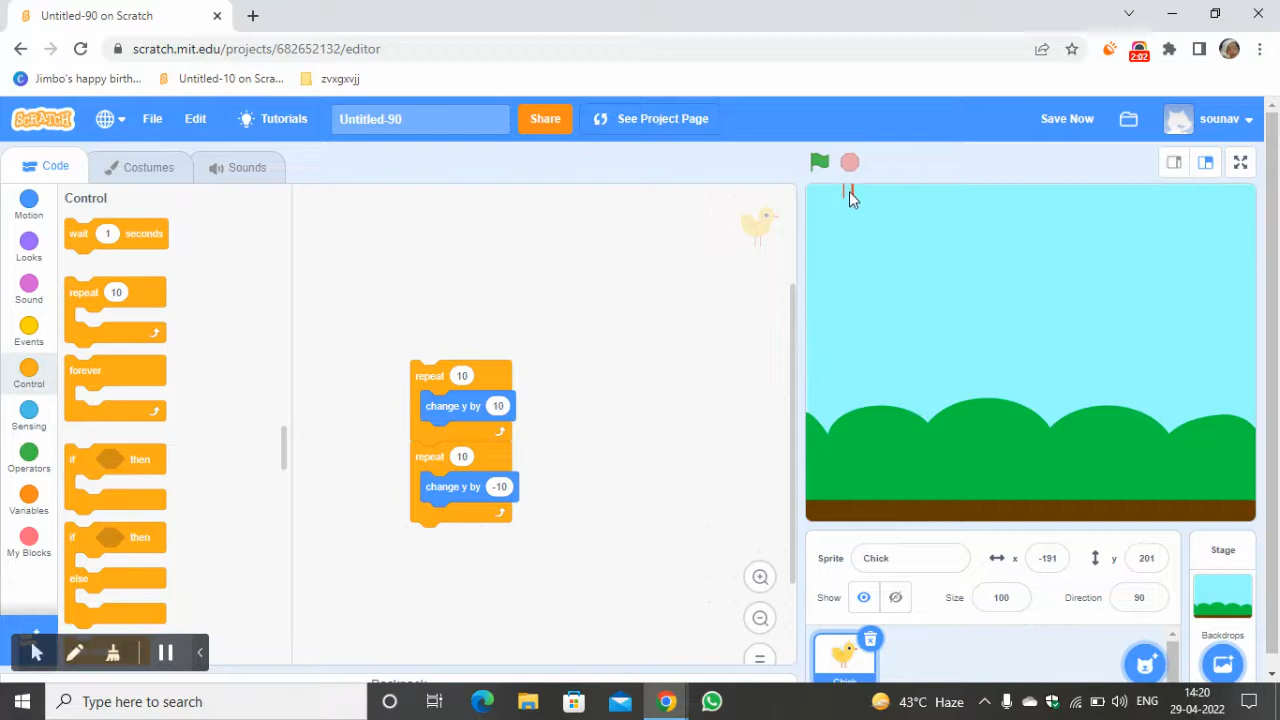 Untitled-90 on Scratch
scratch.mit.edu/projects/682652132/editor
2:02
Jimbo's happy birth...
Untitled-10 on Scra...
zvxgxvjj
SCRATCH
File
Edit
Tutorials
Untitled-90
Share
See Project Page
Save Now
sounav
Code
Costumes
Sounds
Motion
Looks
Sound
Events
Control
Sensing
Operators
Variables
My Blocks
Control
wait 1 seconds
repeat 10
forever
if then
if then
else
repeat 10
change y by 10
repeat 10
change y by -10
Sprite Chick x -191 y 201
Show Size 100 Direction 90
Chick
Stage
Backdrops
Type here to search
43°C Haze
ENG
14:20
29-04-2022